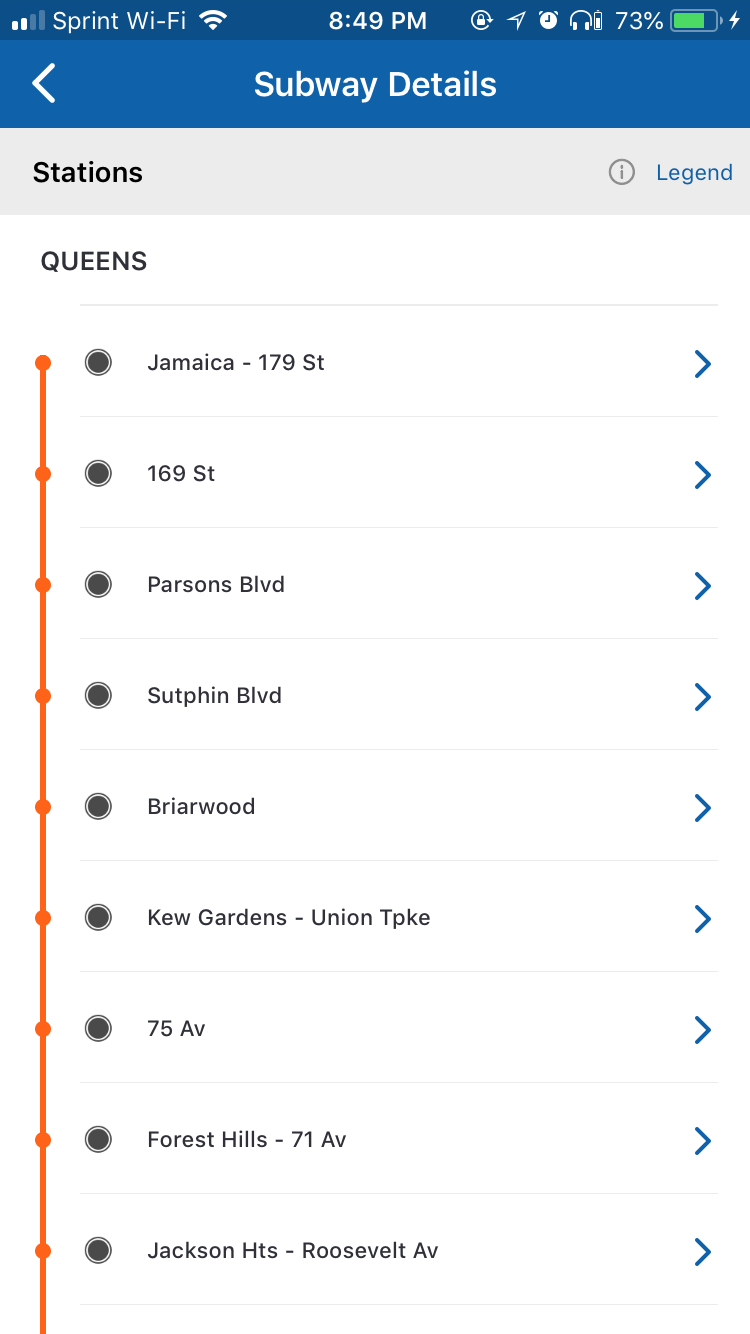 Sprint Wi-Fi 8:49 PM 73%
Subway Details
Stations Legend
QUEENS
Jamaica - 179 St
169 St
Parsons Blvd
Sutphin Blvd
Briarwood
Kew Gardens - Union Tpke
75 Av
Forest Hills - 71 Av
Jackson Hts - Roosevelt Av